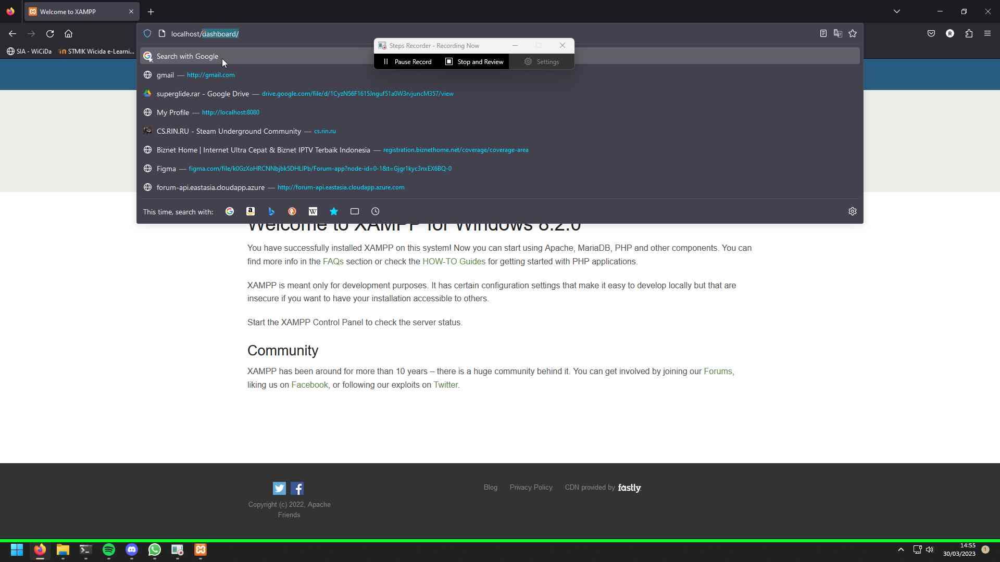 Welcome to XAMPP
localhost/dashboard/
SIA - WiCiDa
STMIK Wicida e-Learni...
Steps Recorder - Recording Now
Pause Record
Stop and Review
Settings
Search with Google
gmail — http://gmail.com
superglide.rar - Google Drive — drive.google.com/file/d/1CyzN56F1615Jnguf51a0W3rvjuncM357/view
My Profile — http://localhost:8080
CS.RIN.RU - Steam Underground Community — cs.rin.ru
Biznet Home | Internet Ultra Cepat & Biznet IPTV Terbaik Indonesia — registration.biznethome.net/coverage/coverage-area
Figma — figma.com/file/k0GzXoHRCNNbjbk5DHLIPb/Forum-app?node-id=0-1&t=Gjgr1kyc3nxEX6BQ-0
forum-api.eastasia.cloudapp.azure — http://forum-api.eastasia.cloudapp.azure.com
This time, search with:
Welcome to XAMPP for Windows 8.2.0
You have successfully installed XAMPP on this system! Now you can start using Apache, MariaDB, PHP and other components. You can
find more info in the FAQs section or check the HOW-TO Guides for getting started with PHP applications.
XAMPP is meant only for development purposes. It has certain configuration settings that make it easy to develop locally but that are
insecure if you want to have your installation accessible to others.
Start the XAMPP Control Panel to check the server status.
Community
XAMPP has been around for more than 10 years – there is a huge community behind it. You can get involved by joining our Forums,
liking us on Facebook, or following our exploits on Twitter.
Blog
Privacy Policy
CDN provided by fastly
Copyright (c) 2022, Apache
Friends
14:55
30/03/2023
1